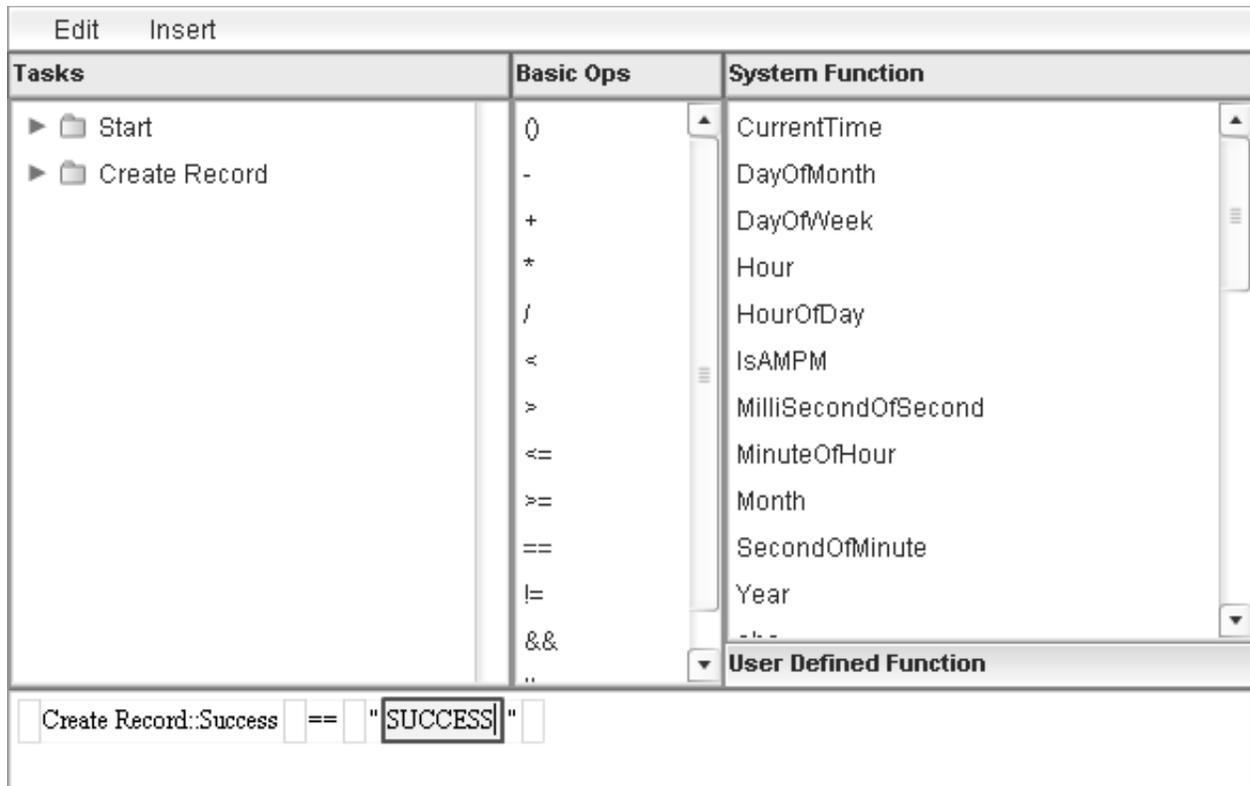 Edit Insert
Tasks
Start
Create Record
Basic Ops
()
-
+
*
/
<
>
<=
>=
==
!=
&&
System Function
CurrentTime
DayOfMonth
DayOfWeek
Hour
HourOfDay
IsAMPM
MilliSecondOfSecond
MinuteOfHour
Month
SecondOfMinute
Year
User Defined Function
Create Record::Success == "SUCCESS"